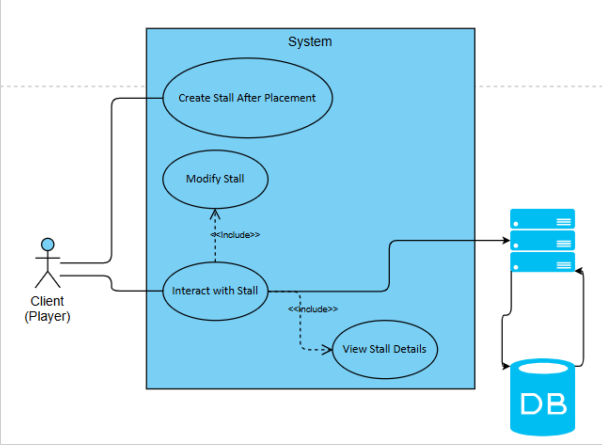 System
Create Stall After Placement
Modify Stall
<<Include>>
Interact with Stall
<<include>>
View Stall Details
Client
(Player)
DB